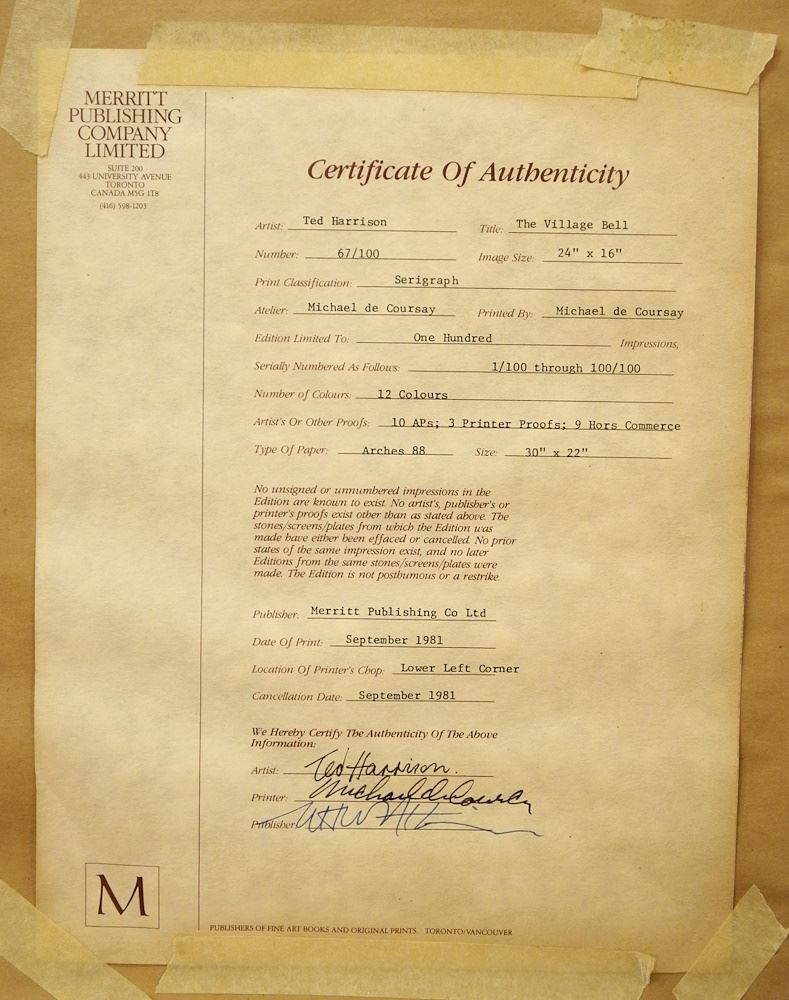 MERRITT
PUBLISHING
COMPANY
LIMITED
SUITE 200
443 UNIVERSITY AVENUE
TORONTO
CANADA M5G 1T8
(416) 598-1203
Certificate Of Authenticity
Artist: Ted Harrison Title: The Village Bell
Number: 67/100 Image Size: 24" x 16"
Print Classification: Serigraph
Atelier: Michael de Coursay Printed By: Michael de Coursay
Edition Limited To: One Hundred Impressions,
Serially Numbered As Follows: 1/100 through 100/100
Number of Colours: 12 Colours
Artist's Or Other Proofs: 10 APs; 3 Printer Proofs; 9 Hors Commerce
Type Of Paper: Arches 88 Size: 30" x 22"
No unsigned or unnumbered impressions in the
Edition are known to exist. No artist's, publisher's or
printer's proofs exist other than as stated above. The
stones/screens/plates from which the Edition was
made have either been effaced or cancelled. No prior
states of the same impression exist, and no later
Editions from the same stones/screens/plates were
made. The Edition is not posthumous or a restrike.
Publisher: Merritt Publishing Co Ltd
Date Of Print: September 1981
Location Of Printer's Chop: Lower Left Corner
Cancellation Date: September 1981
We Hereby Certify The Authenticity Of The Above
Information:
Artist: Ted Harrison.
Printer: Michael de Coursay
Publisher:
M
PUBLISHERS OF FINE ART BOOKS AND ORIGINAL PRINTS. TORONTO/VANCOUVER